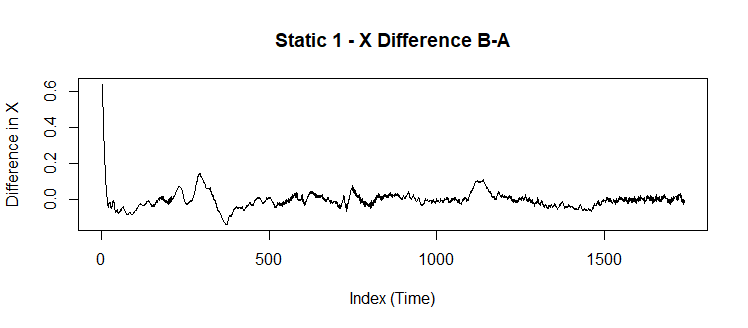 Static 1 - X Difference B-A
Difference in X
0.6
0.4
0.2
0.0
0
500
1000
1500
Index (Time)